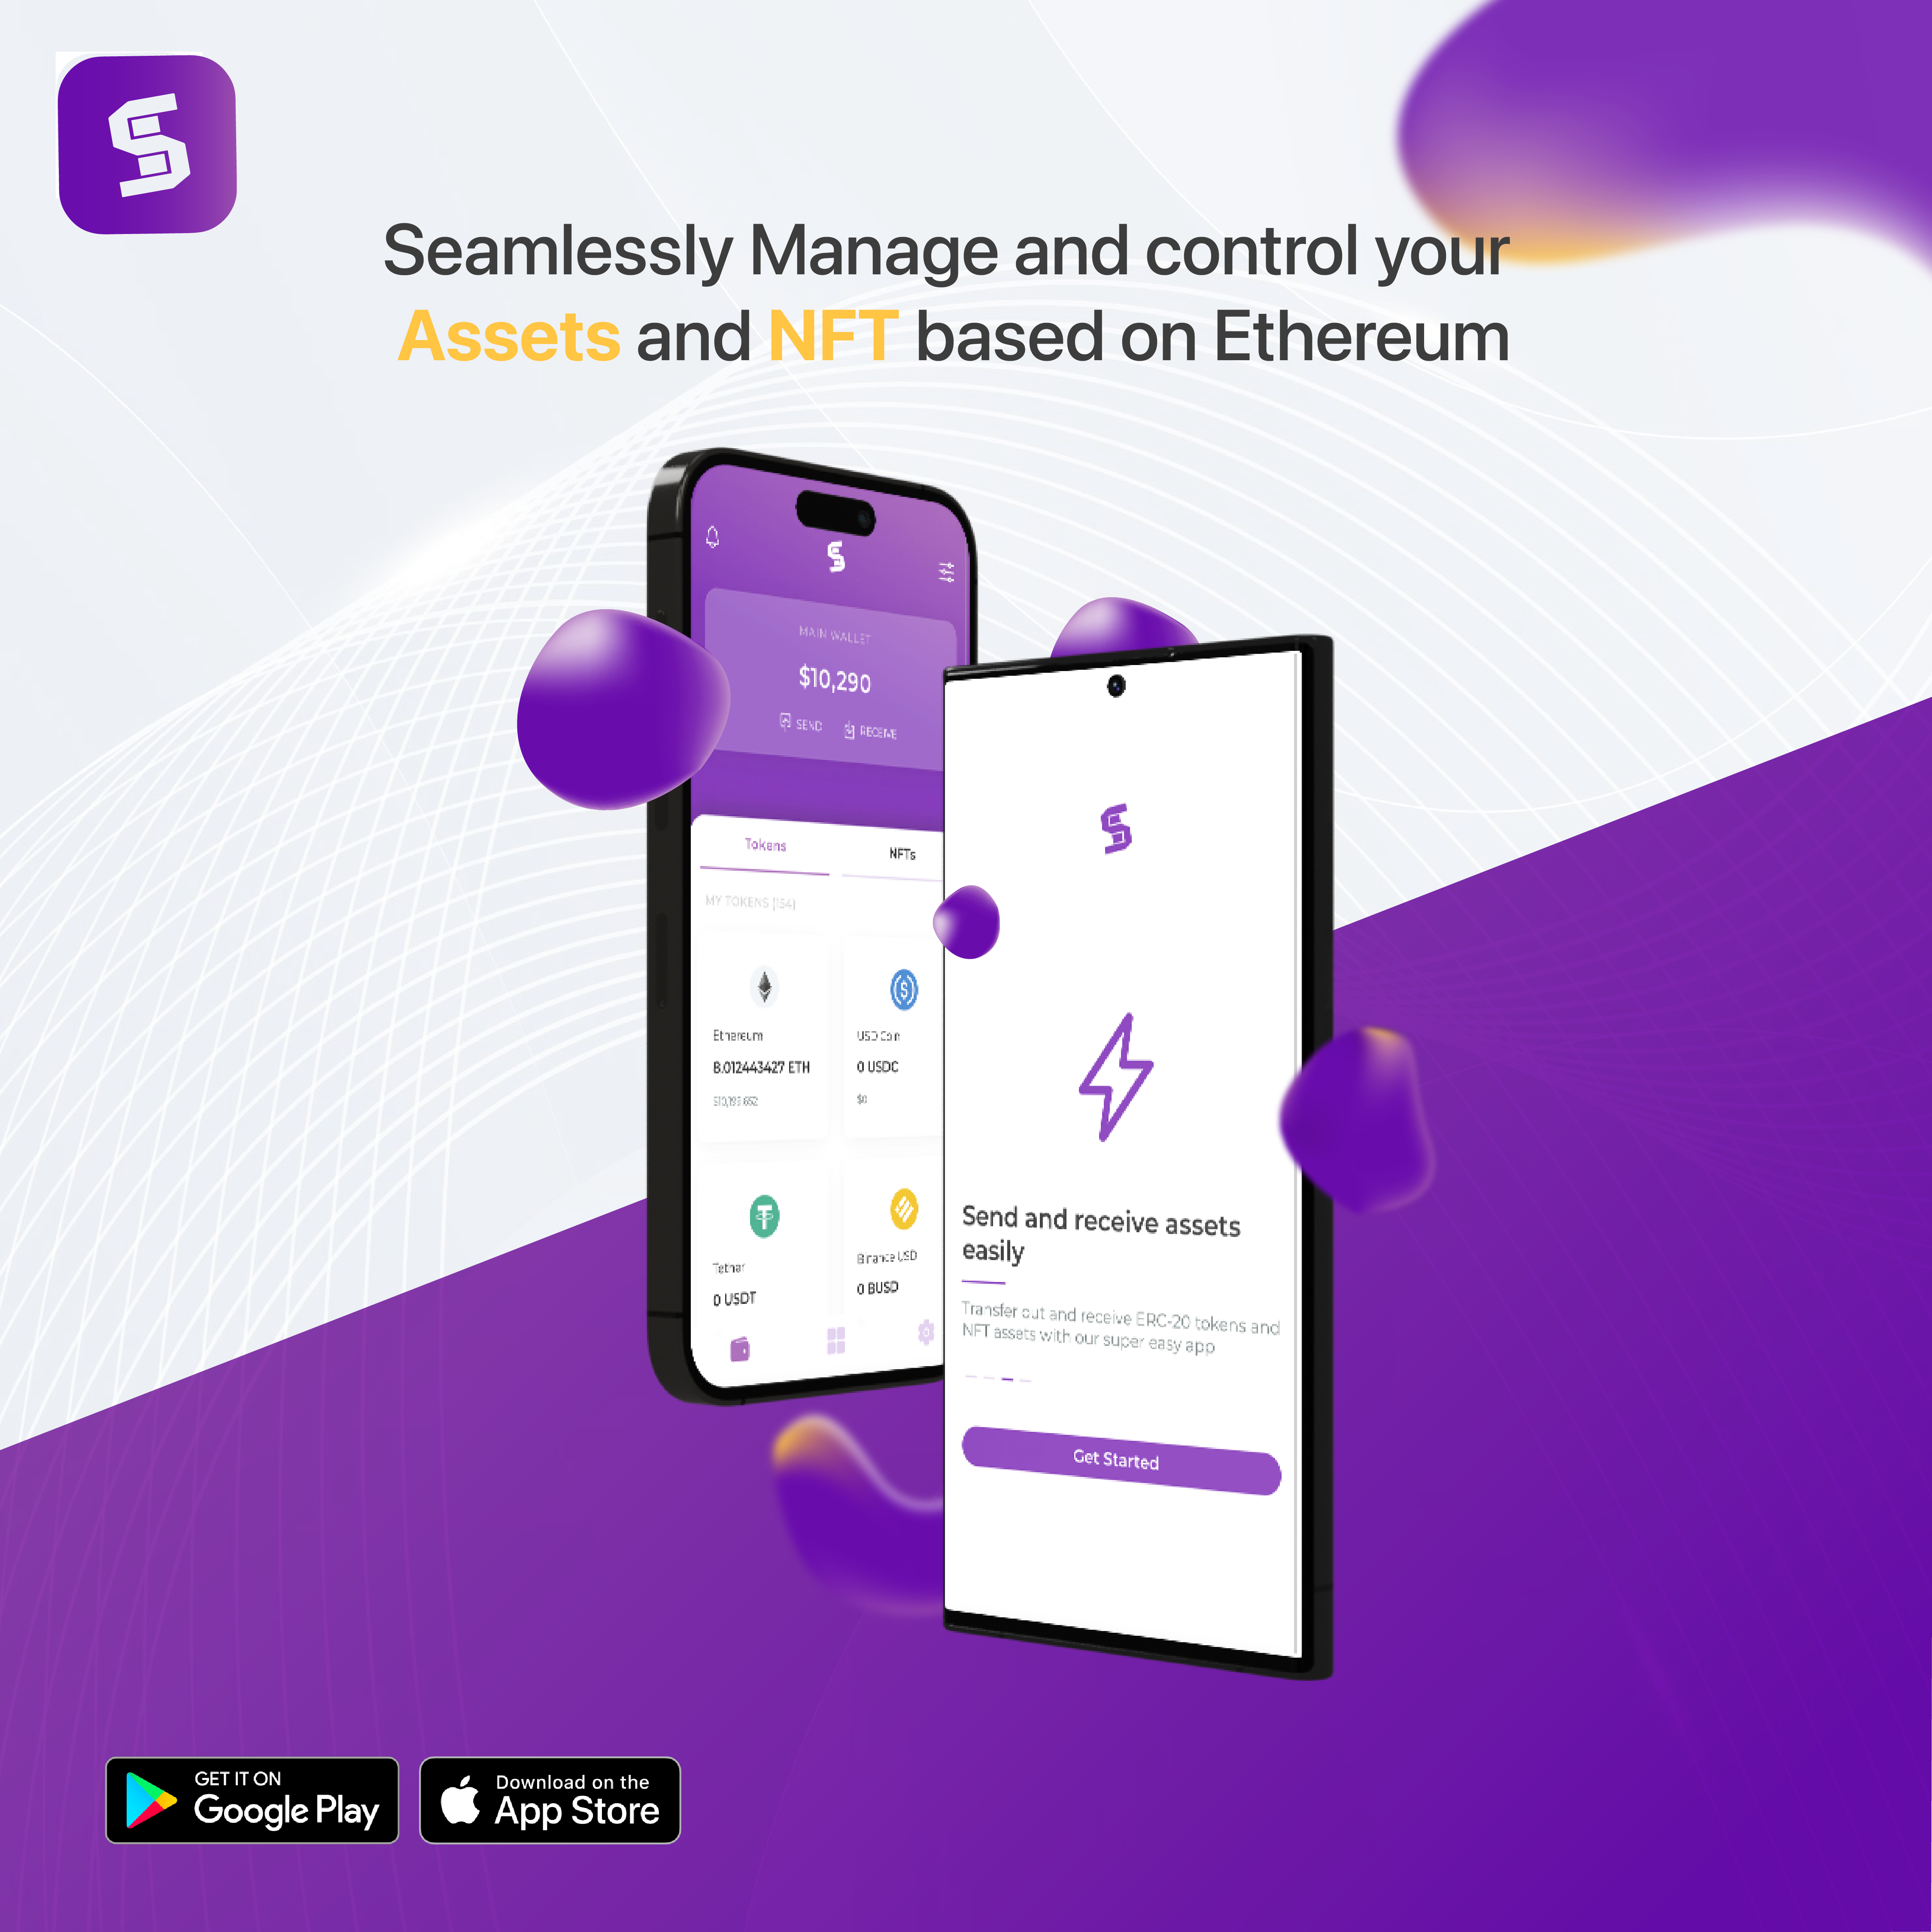 Seamlessly Manage and control your
Assets and NFT based on Ethereum
MAIN WALLET
$10,290
SEND RECEIVE
Tokens NFTs
MY TOKENS (154)
Ethereum
8.012443427 ETH
USD Coin
0 USDC
$0
Tether
0 USDT
Binance USD
0 BUSD
Send and receive assets
easily
Transfer out and receive ERC-20 tokens and
NFT assets with our super easy app
Get Started
GET IT ON
Google Play
Download on the
App Store